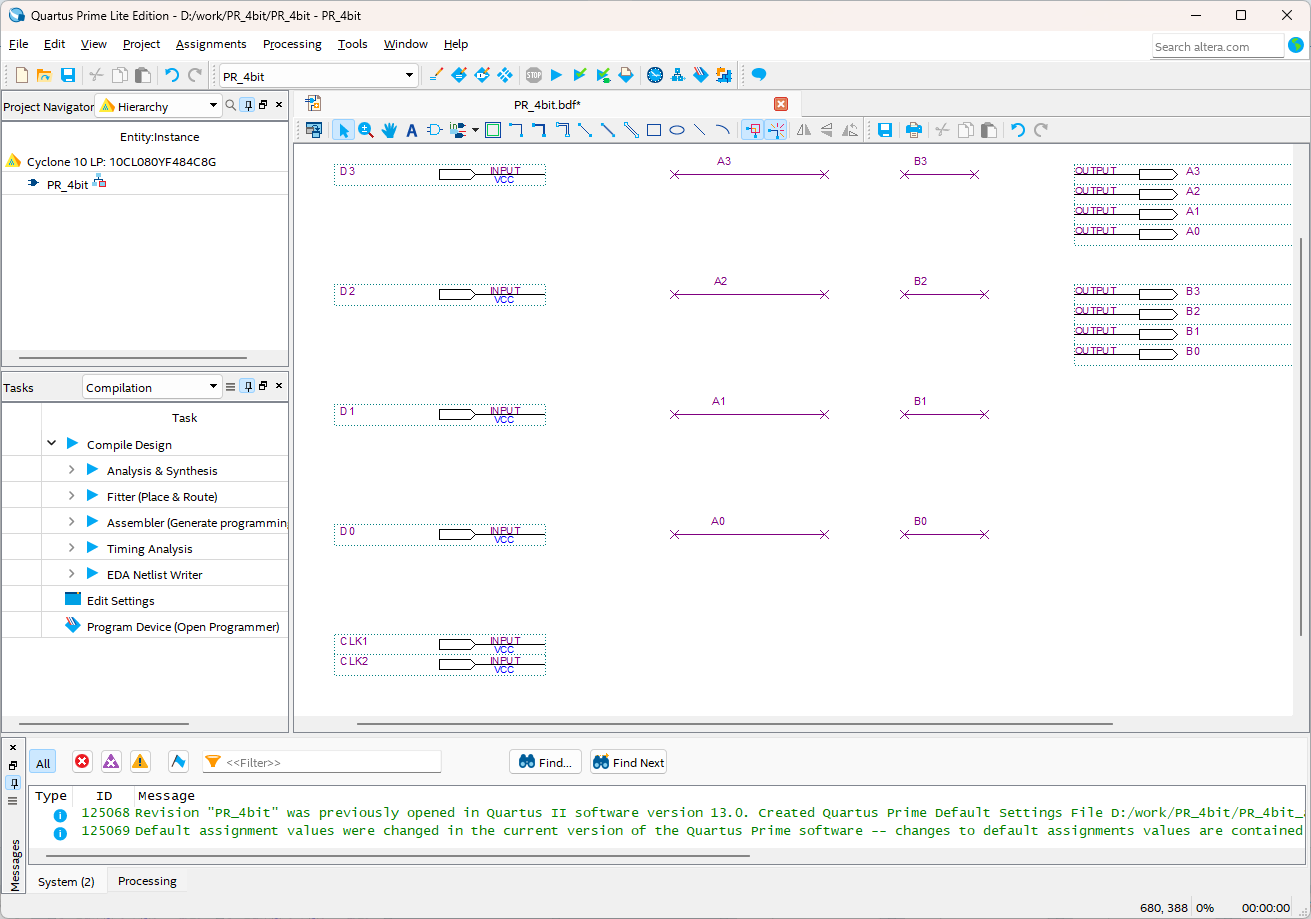 Quartus Prime Lite Edition - D:/work/PR_4bit/PR_4bit - PR_4bit
File Edit View Project Assignments Processing Tools Window Help
Search altera.com
PR_4bit
STOP
Project Navigator Hierarchy
PR_4bit.bdf*
Entity:Instance
Cyclone 10 LP: 10CL080YF484C8G
PR_4bit
Tasks Compilation
Task
Compile Design
Analysis & Synthesis
Fitter (Place & Route)
Assembler (Generate programmin
Timing Analysis
EDA Netlist Writer
Edit Settings
Program Device (Open Programmer)
D3 INPUT VCC A3 B3 OUTPUT A3
OUTPUT A2
OUTPUT A1
OUTPUT A0
D2 INPUT VCC A2 B2 OUTPUT B3
OUTPUT B2
OUTPUT B1
OUTPUT B0
D1 INPUT VCC A1 B1
D0 INPUT VCC A0 B0
CLK1 INPUT VCC
CLK2 INPUT VCC
All <<Filter>> Find... Find Next
Type ID Message
125068 Revision "PR_4bit" was previously opened in Quartus II software version 13.0. Created Quartus Prime Default Settings File D:/work/PR_4bit/PR_4bit_
125069 Default assignment values were changed in the current version of the Quartus Prime software -- changes to default assignments values are contained
Messages
System (2) Processing
680, 388 0% 00:00:00